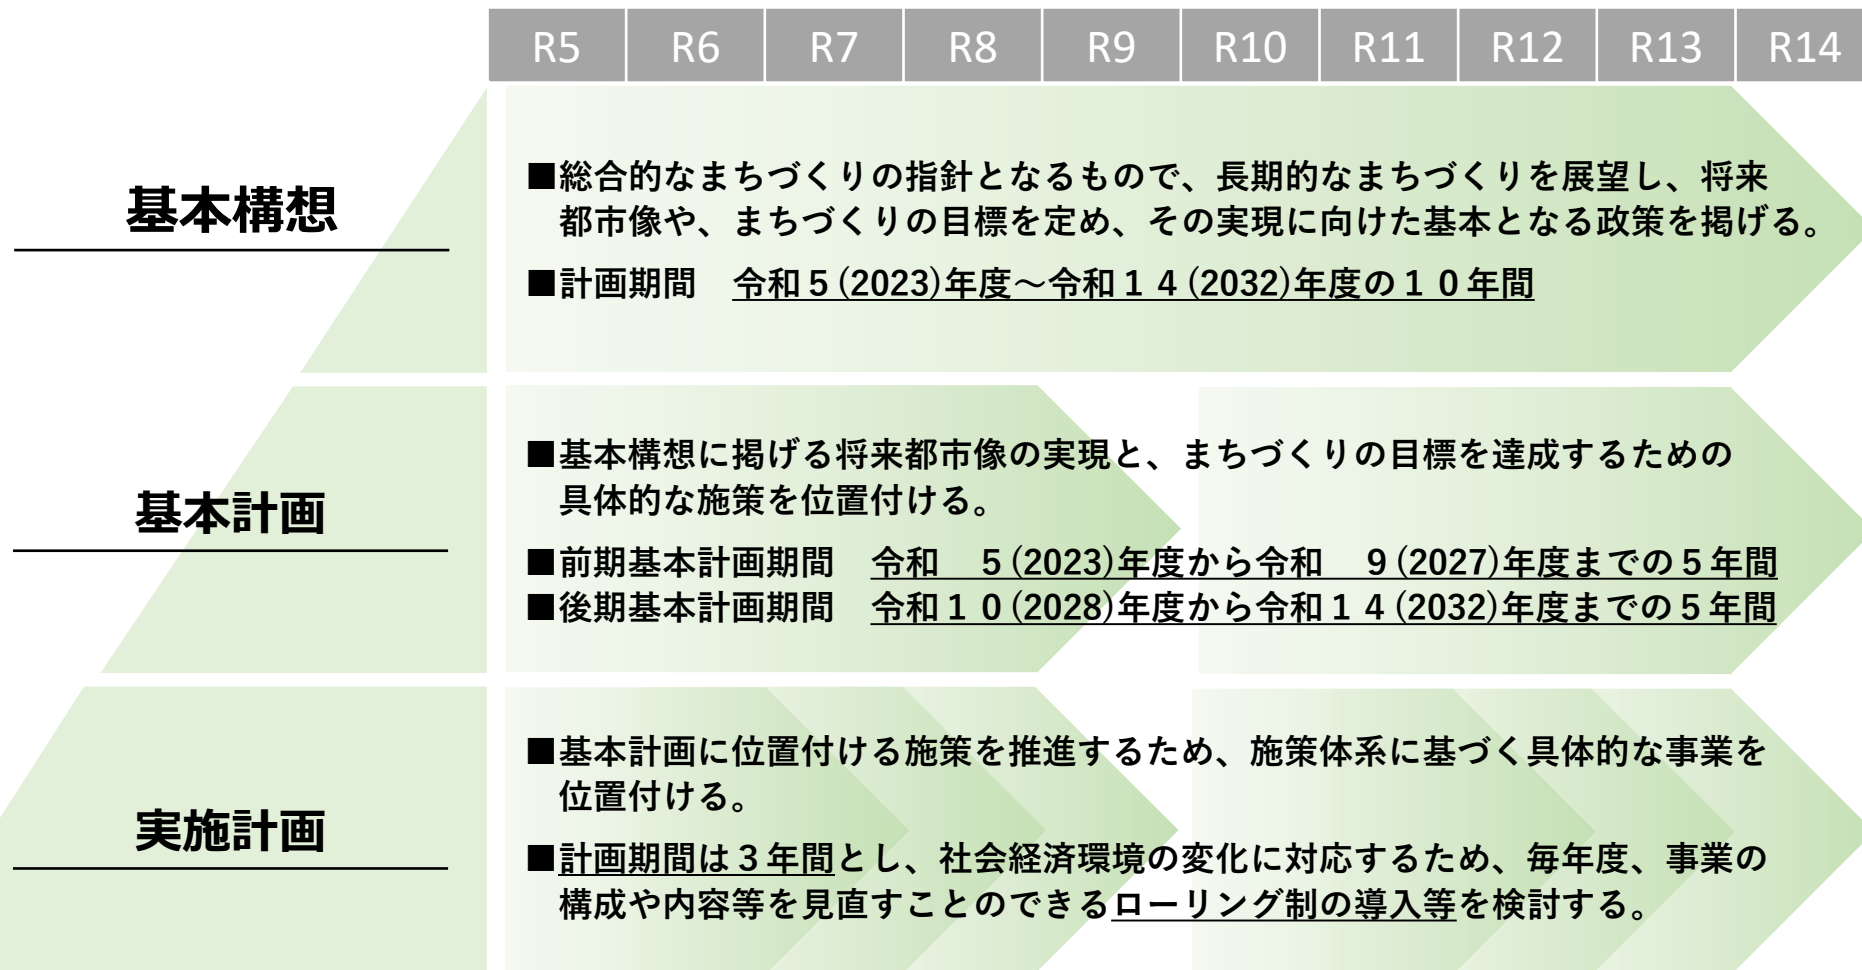 R5 R6 R7 R8 R9 R10 R11 R12 R13 R14
基本構想
■総合的なまちづくりの指針となるもので、長期的なまちづくりを展望し、将来
都市像や、まちづくりの目標を定め、その実現に向けた基本となる政策を掲げる。
■計画期間　令和５(2023)年度～令和１４(2032)年度の１０年間
基本計画
■基本構想に掲げる将来都市像の実現と、まちづくりの目標を達成するための
具体的な施策を位置付ける。
■前期基本計画期間　令和　５(2023)年度から令和　９(2027)年度までの５年間
■後期基本計画期間　令和１０(2028)年度から令和１４(2032)年度までの５年間
実施計画
■基本計画に位置付ける施策を推進するため、施策体系に基づく具体的な事業を
位置付ける。
■計画期間は３年間とし、社会経済環境の変化に対応するため、毎年度、事業の
構成や内容等を見直すことのできるローリング制の導入等を検討する。